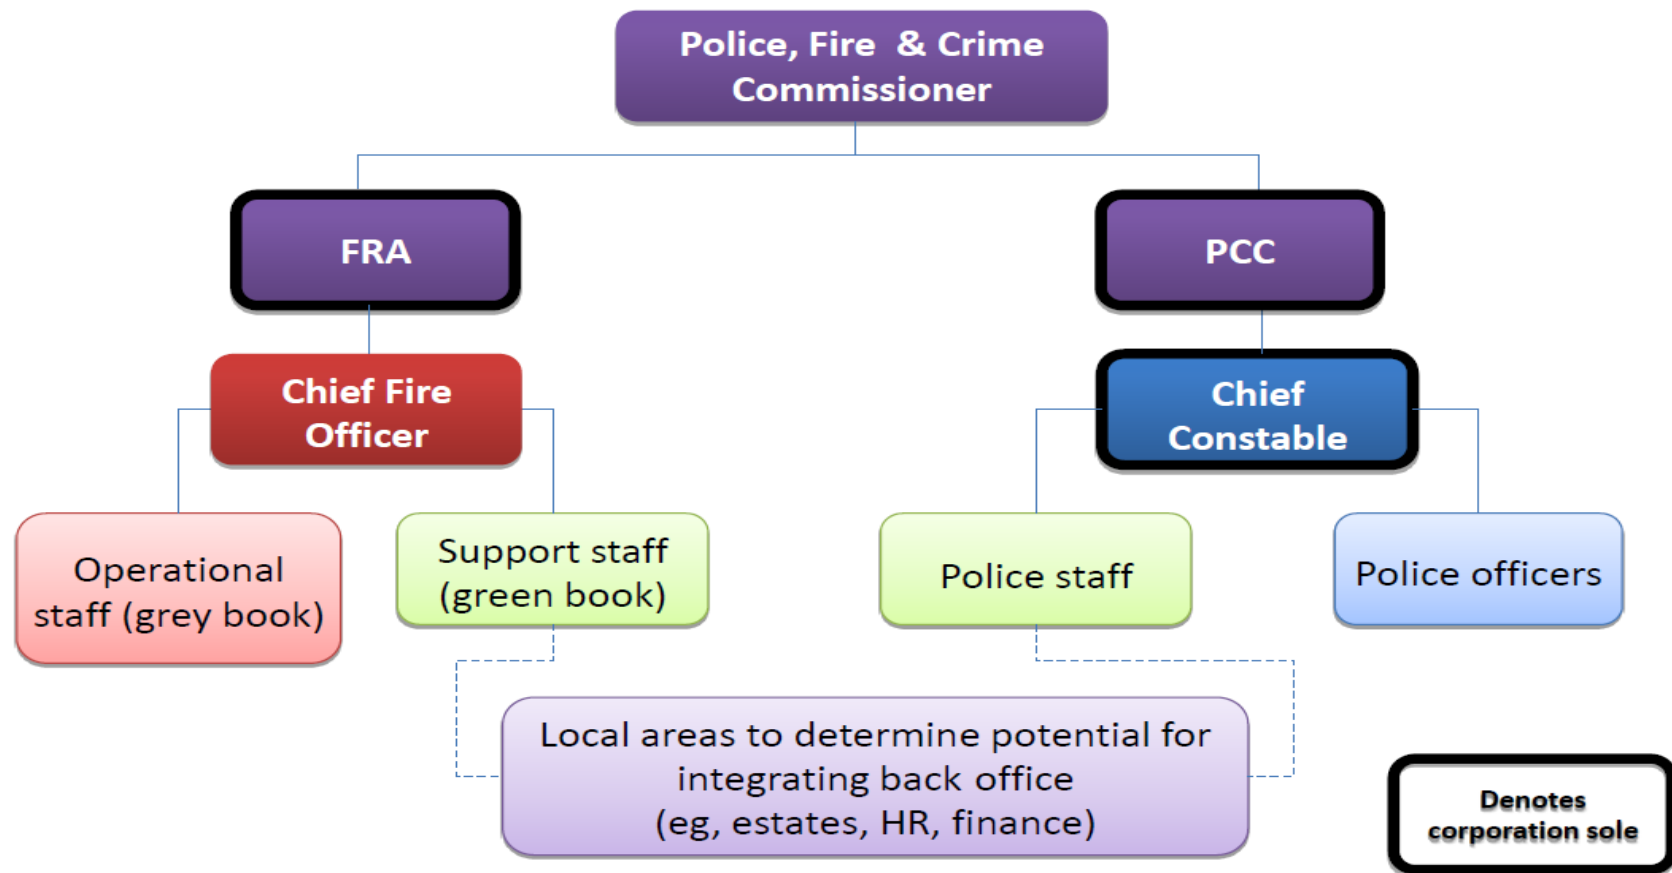 Police, Fire & Crime
Commissioner
FRA
PCC
Chief Fire
Officer
Chief
Constable
Operational
staff (grey book)
Support staff
(green book)
Police staff
Police officers
Local areas to determine potential for
integrating back office
(eg, estates, HR, finance)
Denotes
corporation sole